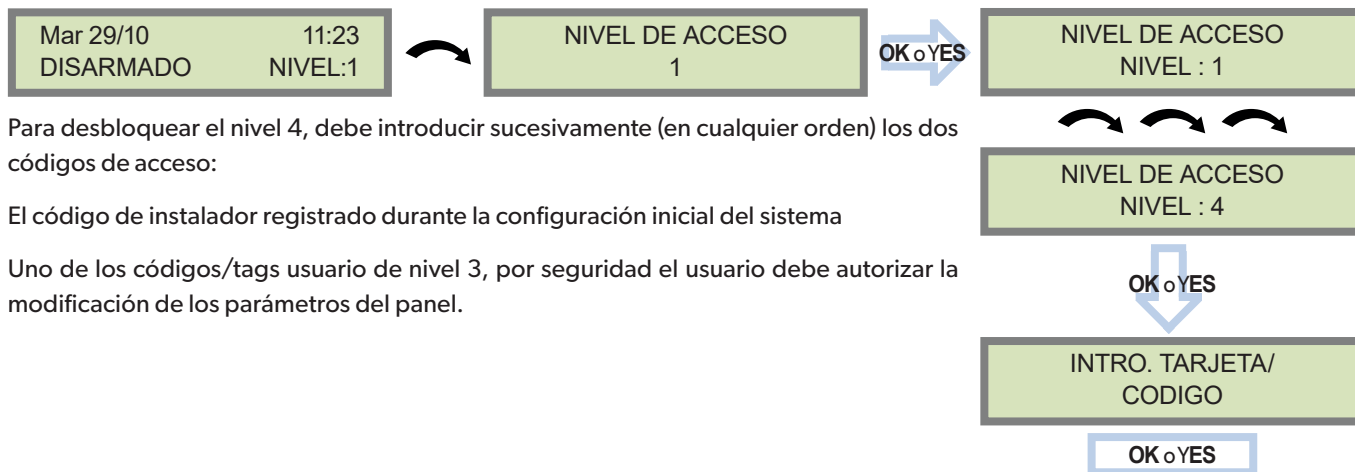 Mar 29/10 11:23
DISARMADO NIVEL:1
NIVEL DE ACCESO
1
OK o YES
NIVEL DE ACCESO
NIVEL : 1
Para desbloquear el nivel 4, debe introducir sucesivamente (en cualquier orden) los dos
códigos de acceso:
El código de instalador registrado durante la configuración inicial del sistema
Uno de los códigos/tags usuario de nivel 3, por seguridad el usuario debe autorizar la
modificación de los parámetros del panel.
NIVEL DE ACCESO
NIVEL : 4
OK o YES
INTRO. TARJETA/
CODIGO
OK o YES